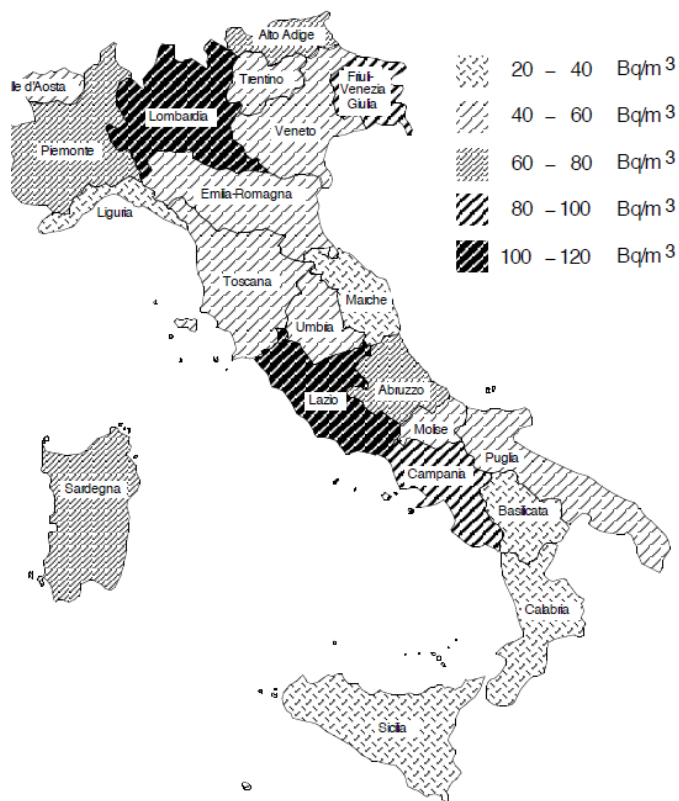 Alto Adige
lle d'Aosta
Trentino
Friuli-
Venezia
Giulia
Lombardia
Veneto
Piemonte
Emilia-Romagna
Liguria
Toscana
Marche
Umbria
Abruzzo
Lazio
Molise
Campania
Puglia
Sardegna
Basilicata
Calabria
Sicilia
20 – 40 Bq/m³
40 – 60 Bq/m³
60 – 80 Bq/m³
80 – 100 Bq/m³
100 – 120 Bq/m³